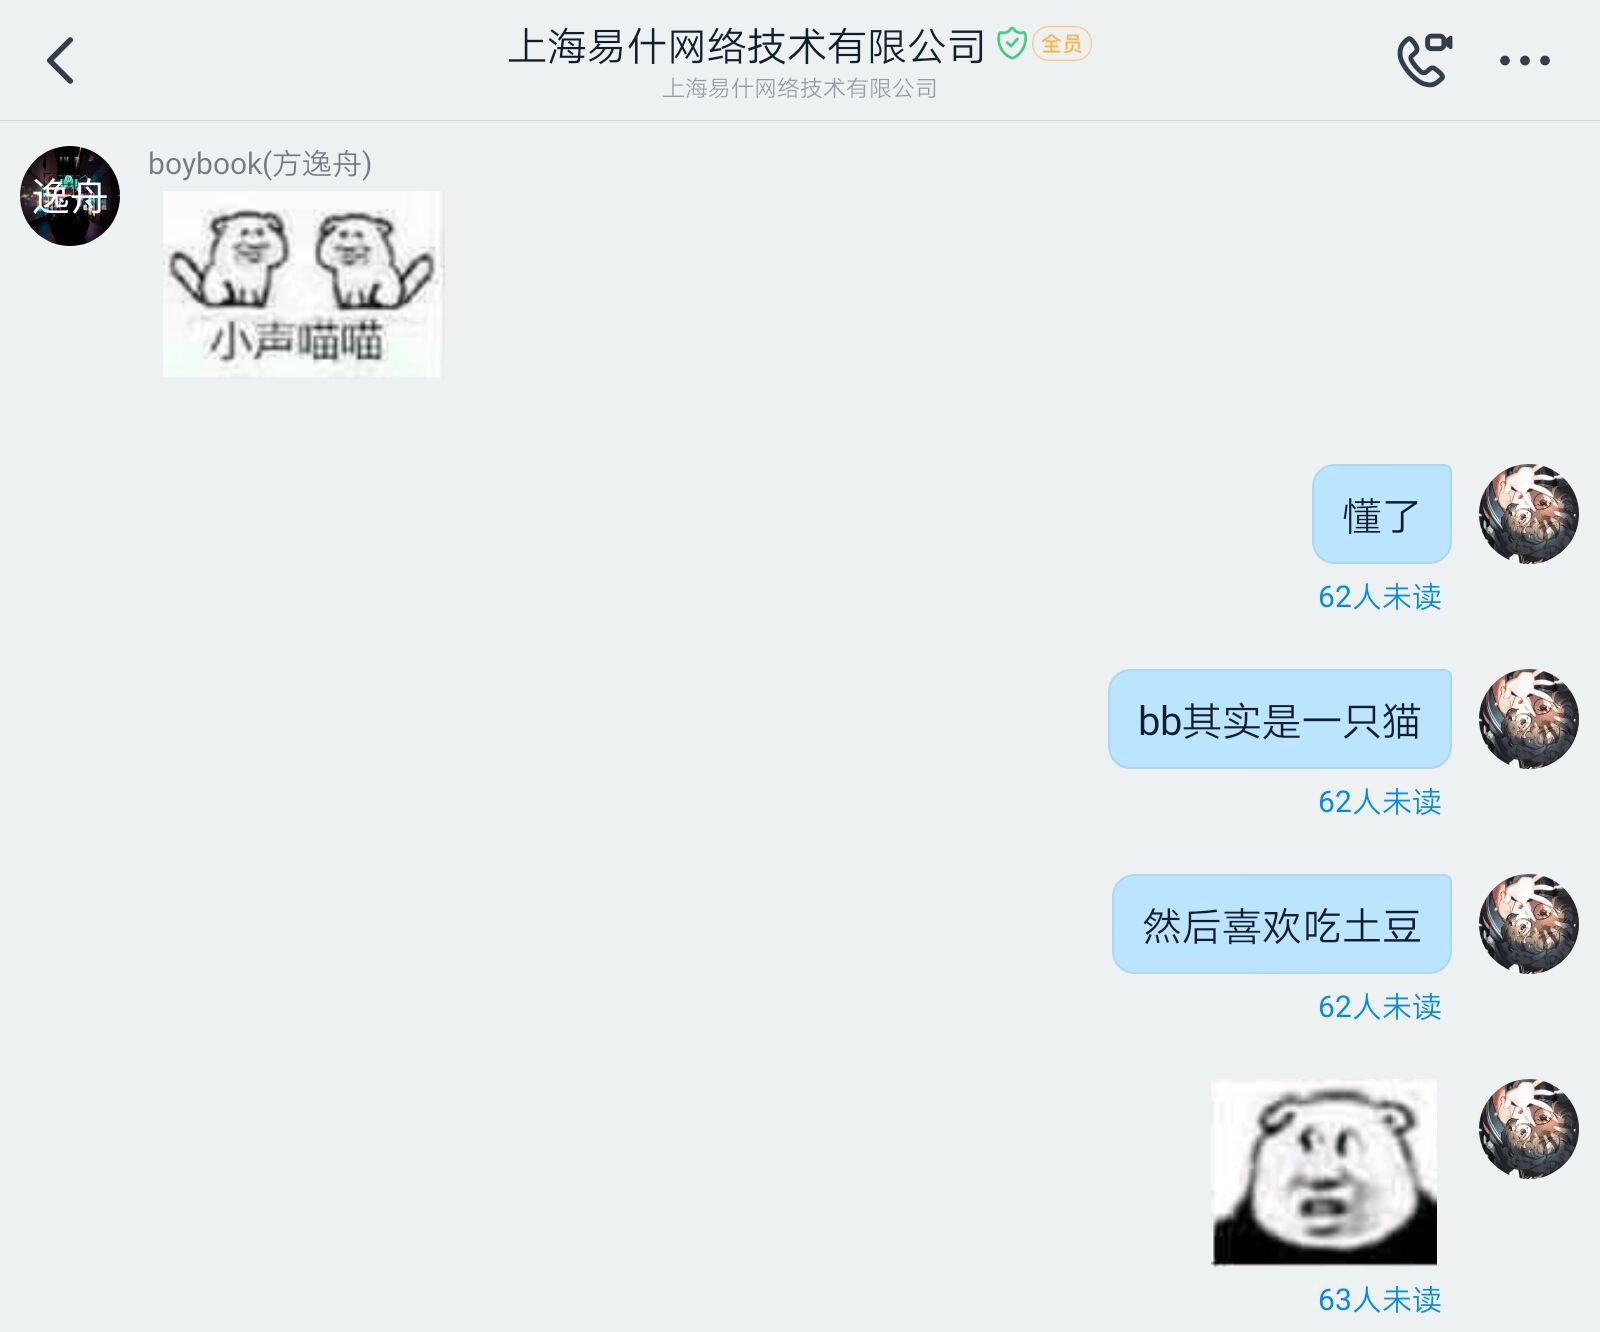 上海易什网络技术有限公司 全员
上海易什网络技术有限公司
逸舟
boybook(方逸舟)
小声喵喵
懂了
62人未读
bb其实是一只猫
62人未读
然后喜欢吃土豆
62人未读
63人未读